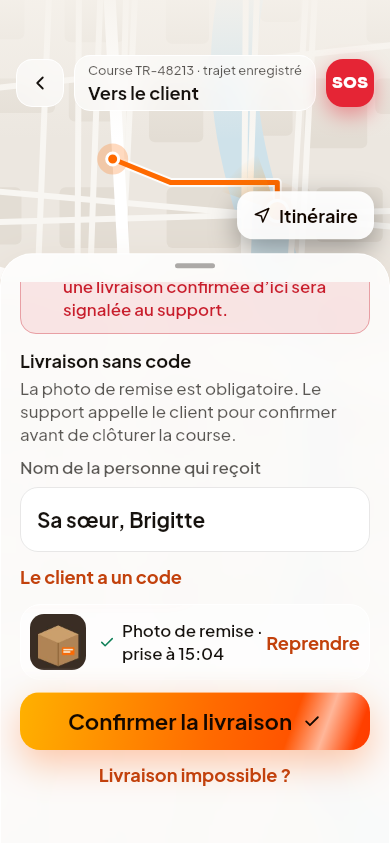 Course TR-48213 · trajet enregistré
Vers le client
SOS
Itinéraire
une livraison confirmée d'ici sera
signalée au support.
Livraison sans code
La photo de remise est obligatoire. Le
support appelle le client pour confirmer
avant de clôturer la course.
Nom de la personne qui reçoit
Sa sœur, Brigitte
Le client a un code
Photo de remise ·
prise à 15:04
Reprendre
Confirmer la livraison
Livraison impossible ?